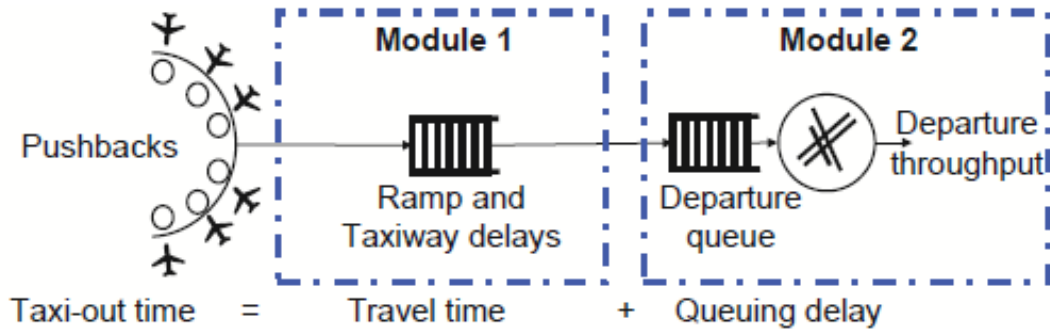 Module 1
Module 2
Pushbacks
Ramp and
Taxiway delays
Departure
queue
Departure
throughput
Taxi-out time = Travel time + Queuing delay